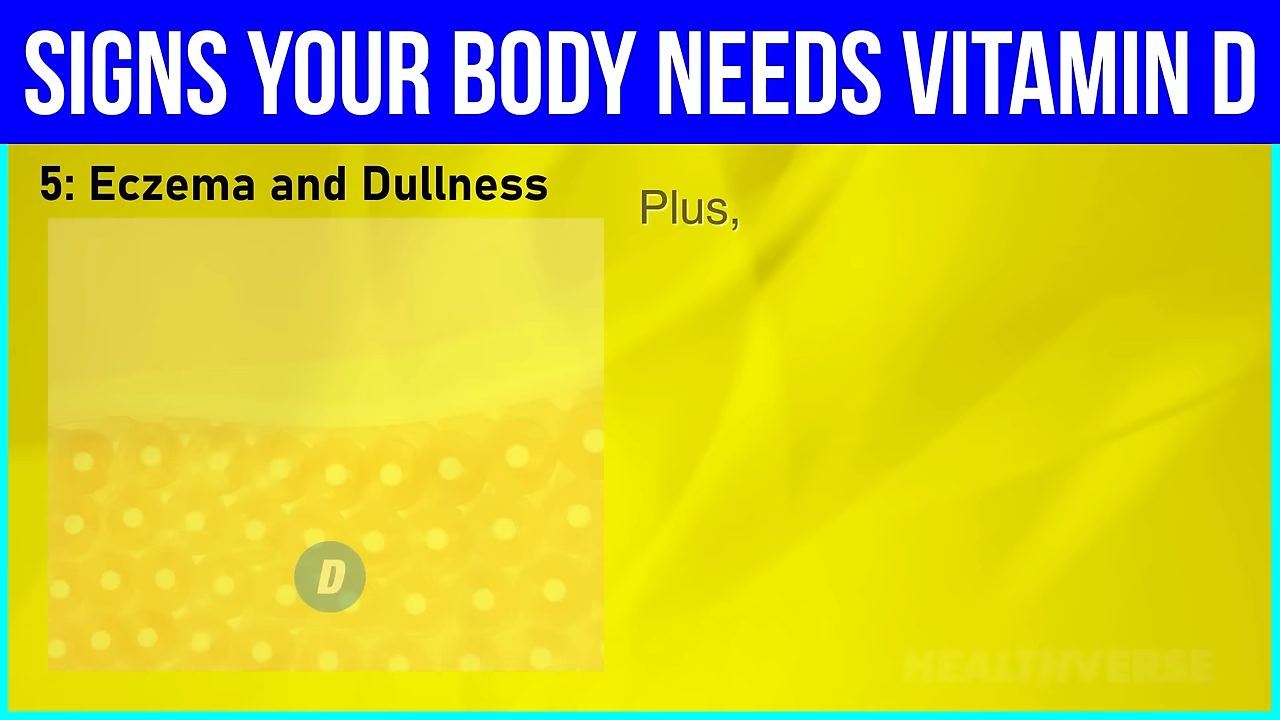 SIGNS YOUR BODY NEEDS VITAMIN D
5: Eczema and Dullness
Plus,
D
HEALTHVERSE